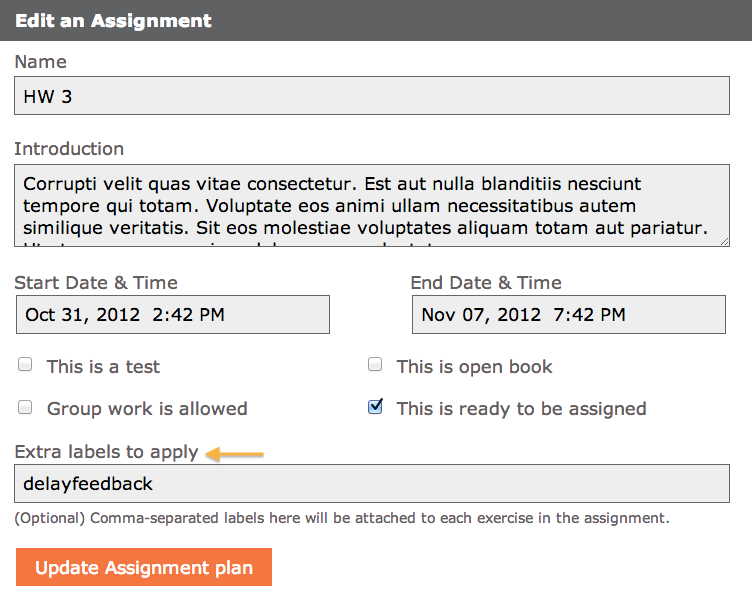 Edit an Assignment
Name
HW 3
Introduction
Corrupti velit quas vitae consectetur. Est aut nulla blanditiis nesciunt
tempore qui totam. Voluptate eos animi ullam necessitatibus autem
similique veritatis. Sit eos molestiae voluptates aliquam totam aut pariatur.
Start Date & Time
End Date & Time
Oct 31, 2012  2:42 PM
Nov 07, 2012  7:42 PM
This is a test
This is open book
Group work is allowed
This is ready to be assigned
Extra labels to apply
delayfeedback
(Optional) Comma-separated labels here will be attached to each exercise in the assignment.
Update Assignment plan